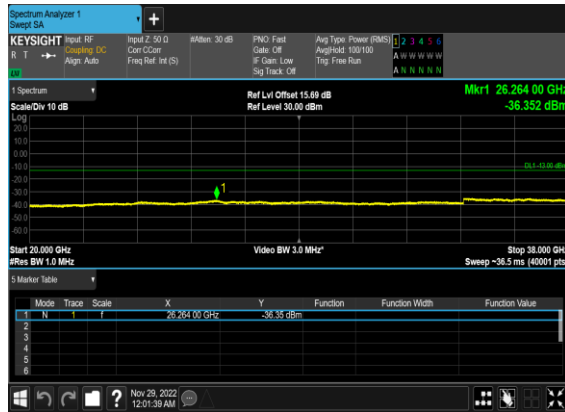 Spectrum Analyzer 1
Swept SA
KEYSIGHT Input: RF Input Z: 50 Ω #Atten: 30 dB PNO: Fast Avg Type: Power (RMS) 1 2 3 4 5 6
R T Coupling: DC Corr CCorr Gate: Off Avg|Hold: 100/100 A W W W W W
Align: Auto Freq Ref: Int (S) IF Gain: Low Trig: Free Run
LU Sig Track: Off A N N N N N
1 Spectrum Ref Lvl Offset 15.69 dB Mkr1 26.264 00 GHz
Scale/Div 10 dB Ref Level 30.00 dBm -36.352 dBm
Log
20.0
10.0
0.00
-10.0 DL1 -13.00 dBm
-20.0
-30.0 1
-40.0
-50.0
-60.0
Start 20.000 GHz Video BW 3.0 MHz* Stop 38.000 GHz
#Res BW 1.0 MHz Sweep ~36.5 ms (40001 pts)
5 Marker Table
Mode Trace Scale X Y Function Function Width Function Value
1 N 1 f 26.264 00 GHz -36.35 dBm
2
3
4
5
6
? Nov 29, 2022
12:01:39 AM